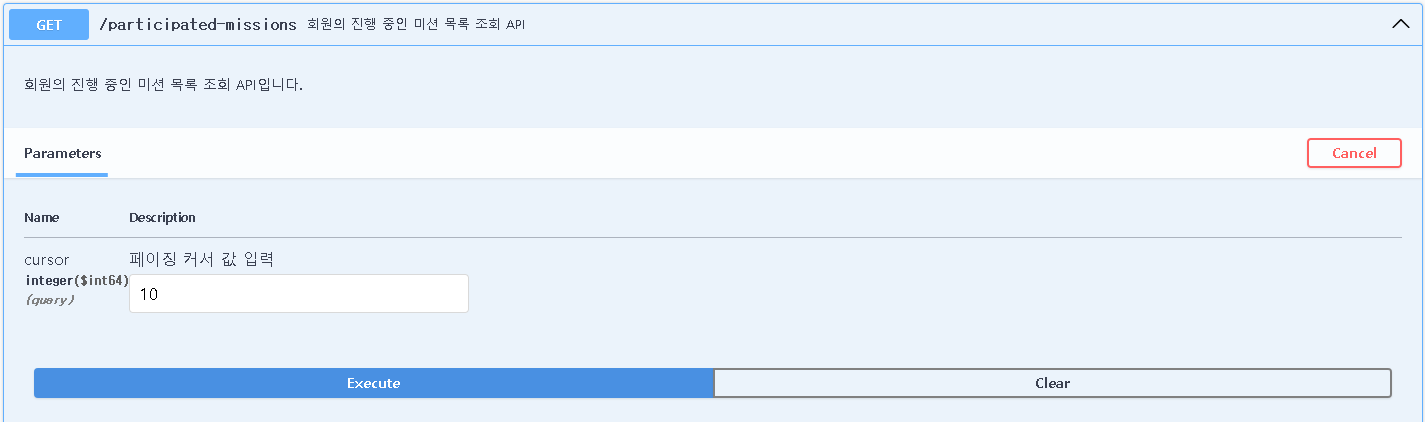 GET /participated-missions 회원의 진행 중인 미션 목록 조회 API
회원의 진행 중인 미션 목록 조회 API입니다.
Parameters Cancel
Name Description
cursor 페이징 커서 값 입력
integer($int64)
(query) 10
Execute Clear